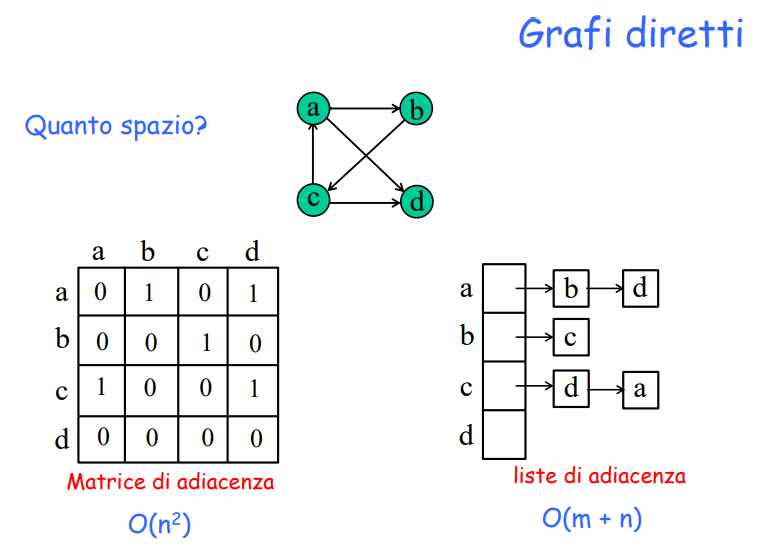 Grafi diretti
Quanto spazio?
a b
c d
a b c d
a 0 1 0 1
b 0 0 1 0
c 1 0 0 1
d 0 0 0 0
Matrice di adiacenza
O(n²)
a b d
b c
c d a
d
liste di adiacenza
O(m + n)